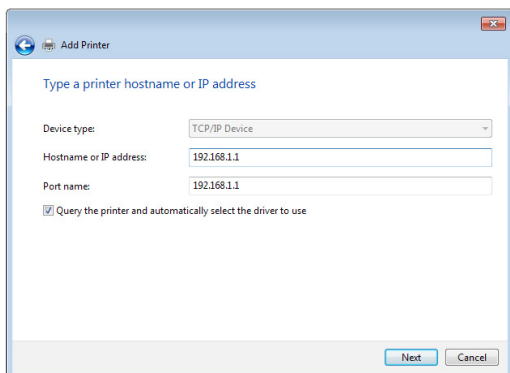 Add Printer
Type a printer hostname or IP address
Device type: TCP/IP Device
Hostname or IP address: 192.168.1.1
Port name: 192.168.1.1
Query the printer and automatically select the driver to use
Next Cancel